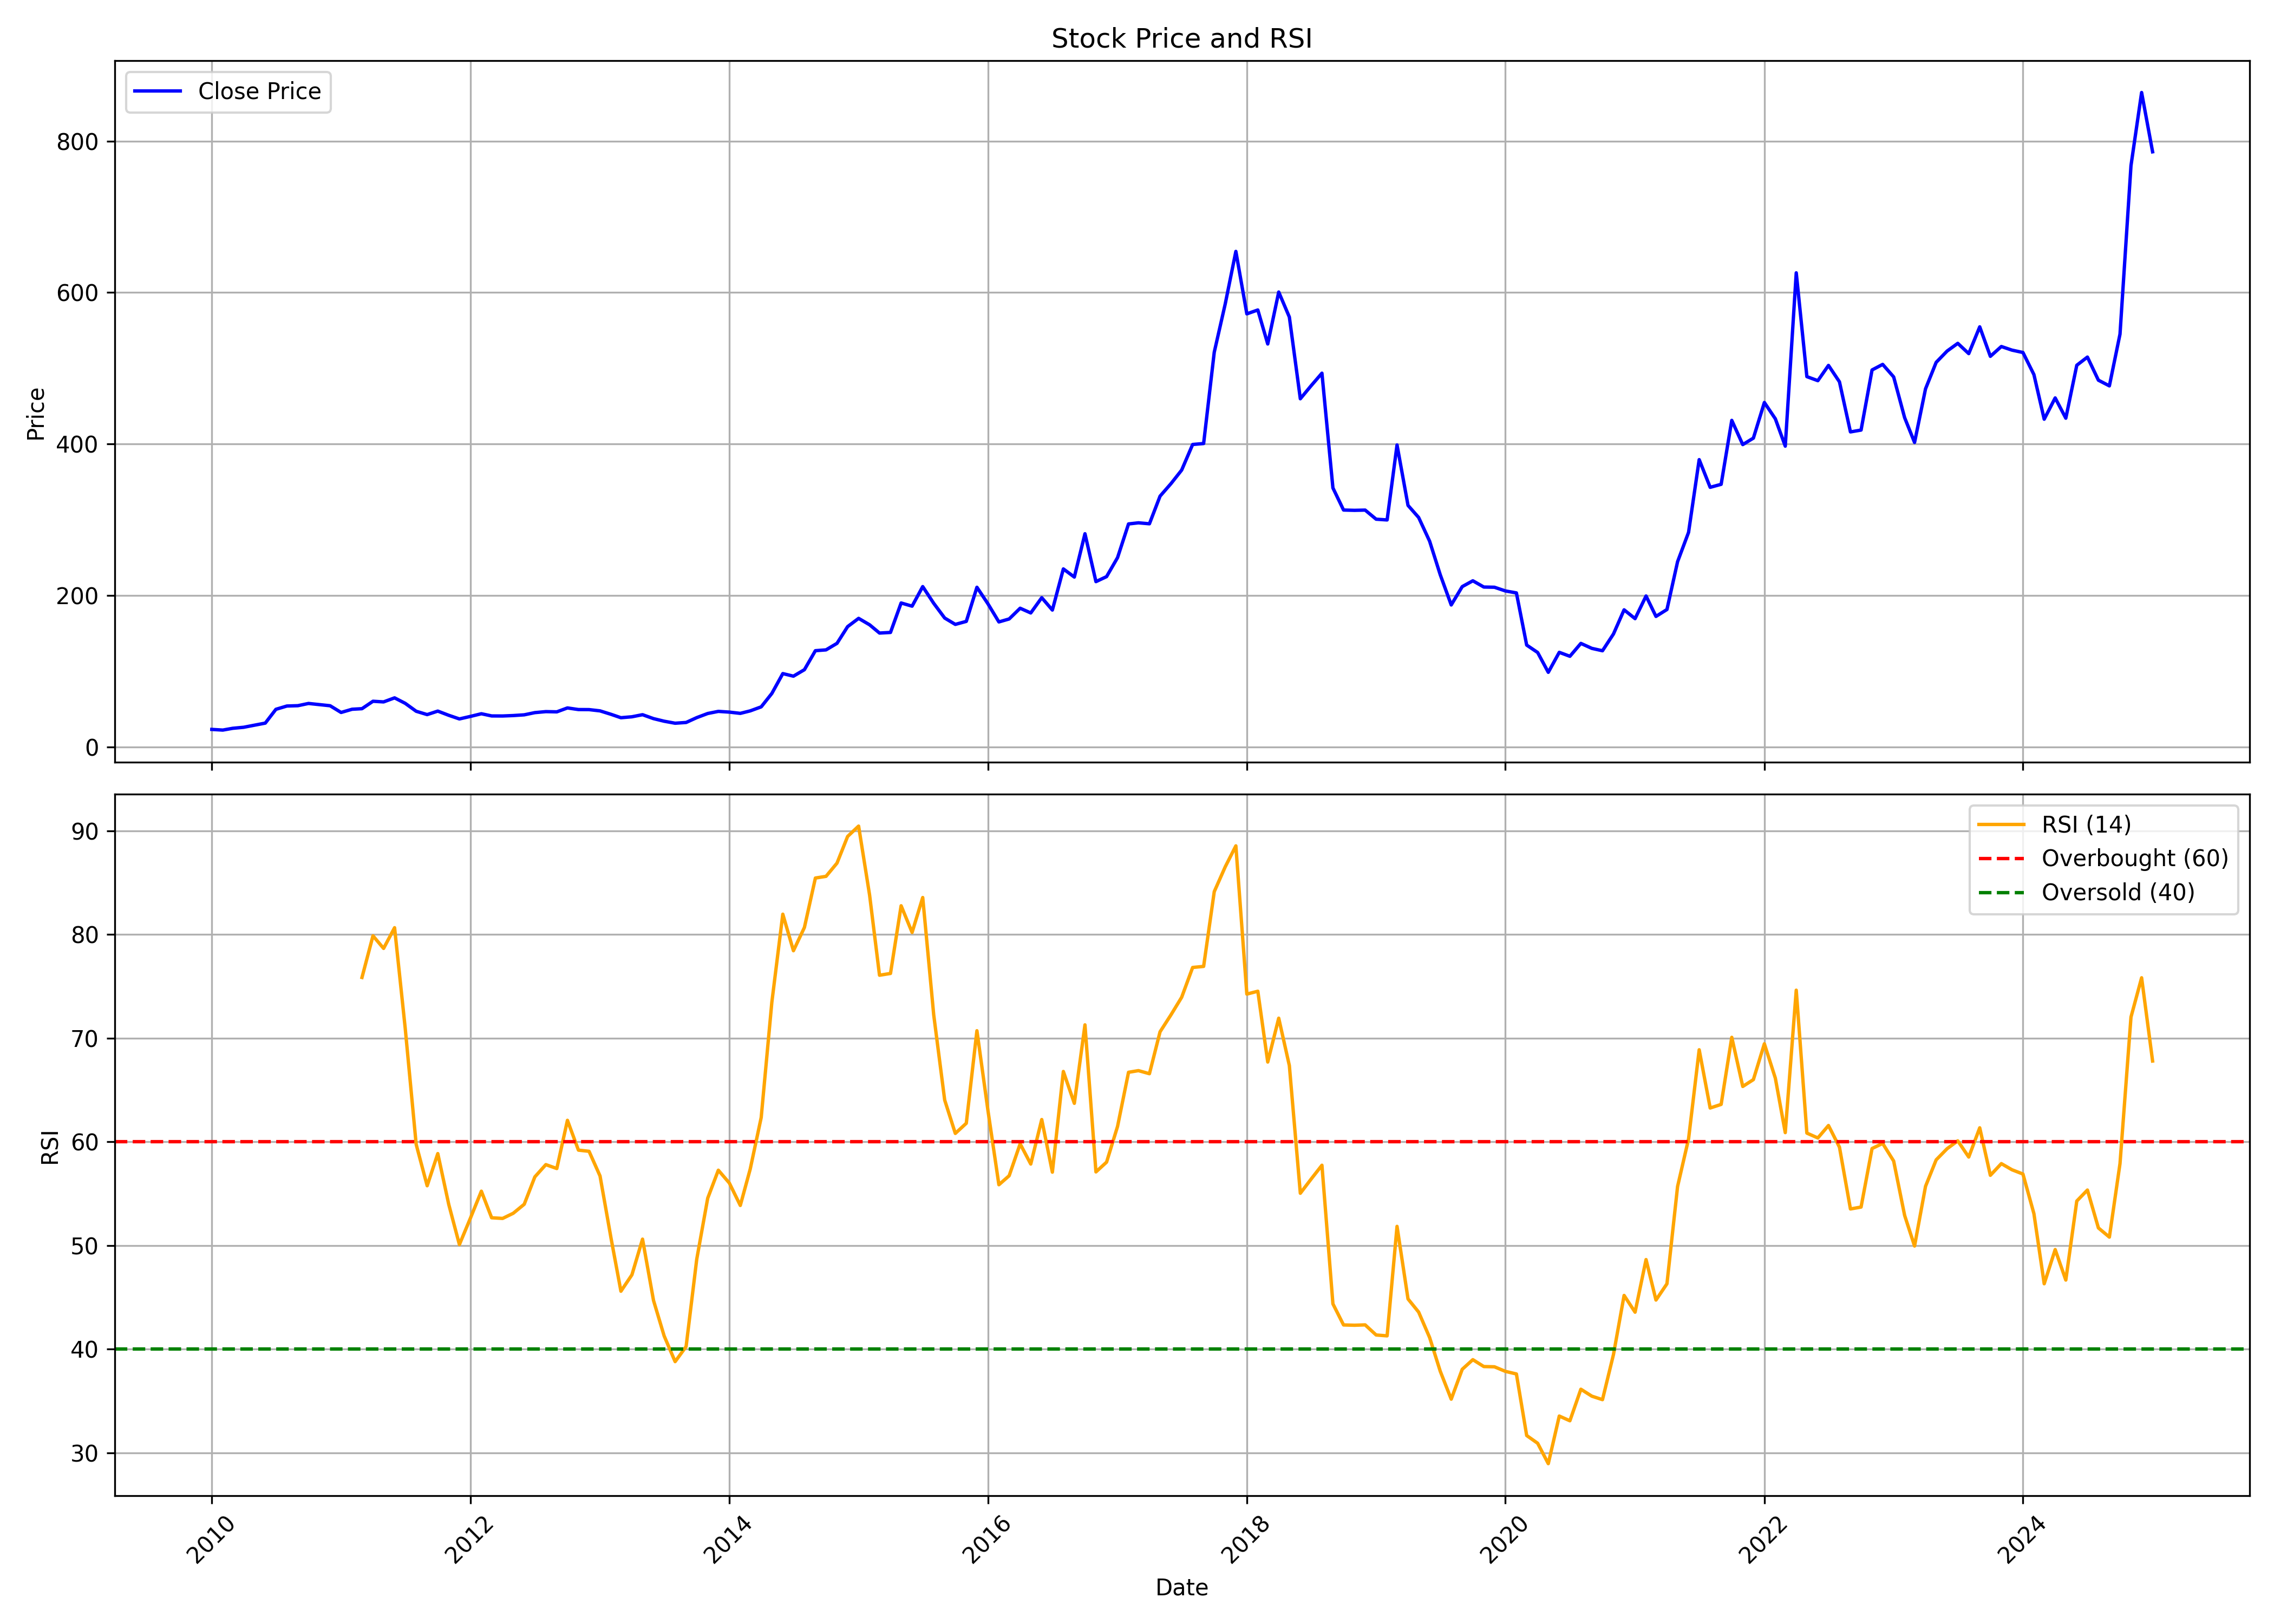 Stock Price and RSI
Close Price
Price
800
600
400
200
0
RSI (14)
Overbought (60)
Oversold (40)
RSI
90
80
70
60
50
40
30
2010
2012
2014
2016
2018
2020
2022
2024
Date